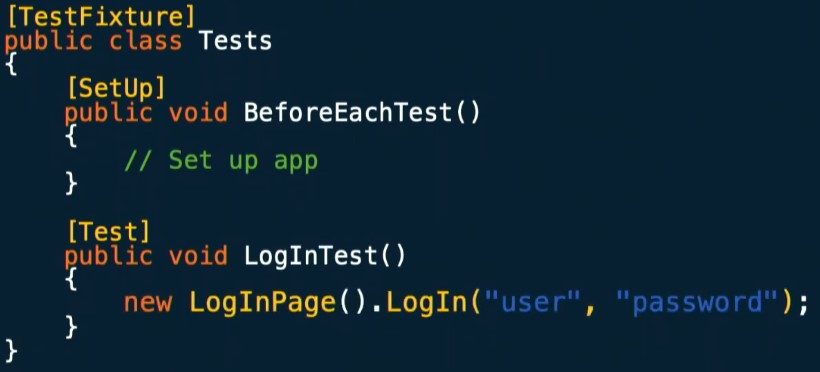 [TestFixture]
public class Tests
{
    [SetUp]
    public void BeforeEachTest()
    {
        // Set up app
    }

    [Test]
    public void LogInTest()
    {
        new LogInPage().LogIn("user", "password");
    }
}